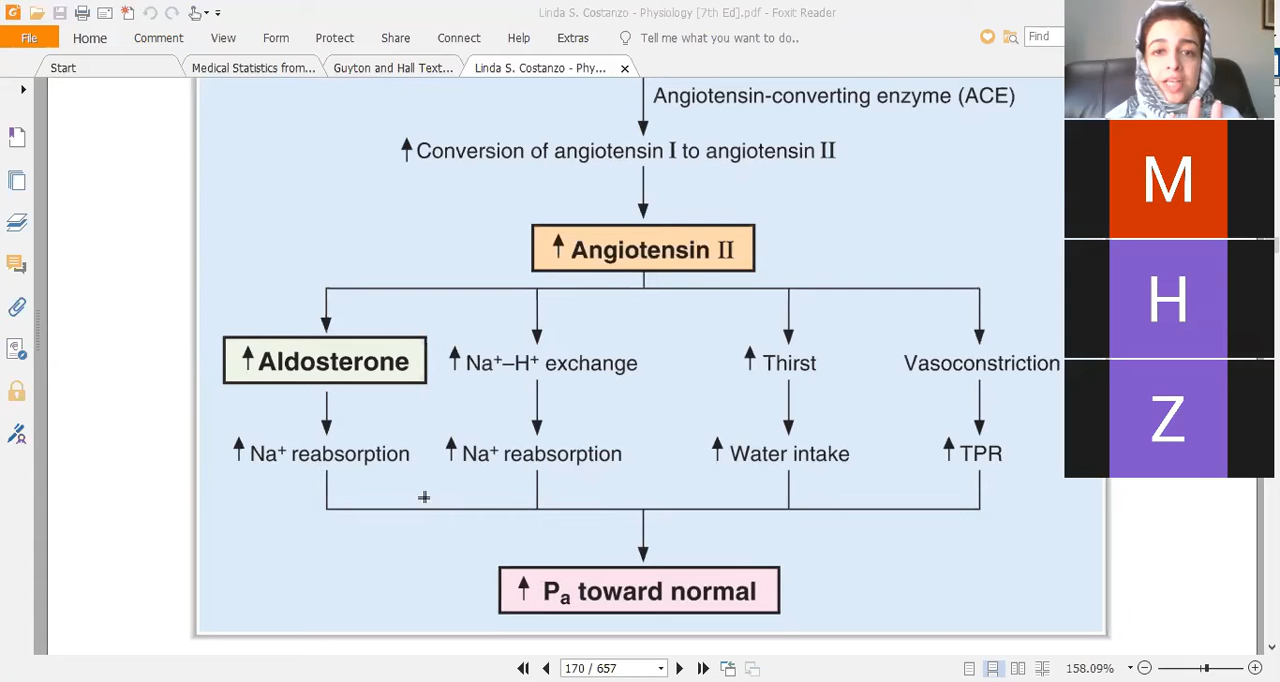 Linda S. Costanzo - Physiology [7th Ed].pdf - Foxit Reader
File Home Comment View Form Protect Share Connect Help Extras Tell me what you want to do.. Find
Start Medical Statistics from... Guyton and Hall Text... Linda S. Costanzo - Phy...
Angiotensin-converting enzyme (ACE)
↑ Conversion of angiotensin I to angiotensin II
↑ Angiotensin II
↑ Aldosterone ↑ Na⁺–H⁺ exchange ↑ Thirst Vasoconstriction
↑ Na⁺ reabsorption ↑ Na⁺ reabsorption ↑ Water intake ↑ TPR
↑ Pa toward normal
M
H
Z
170 / 657 158.09%